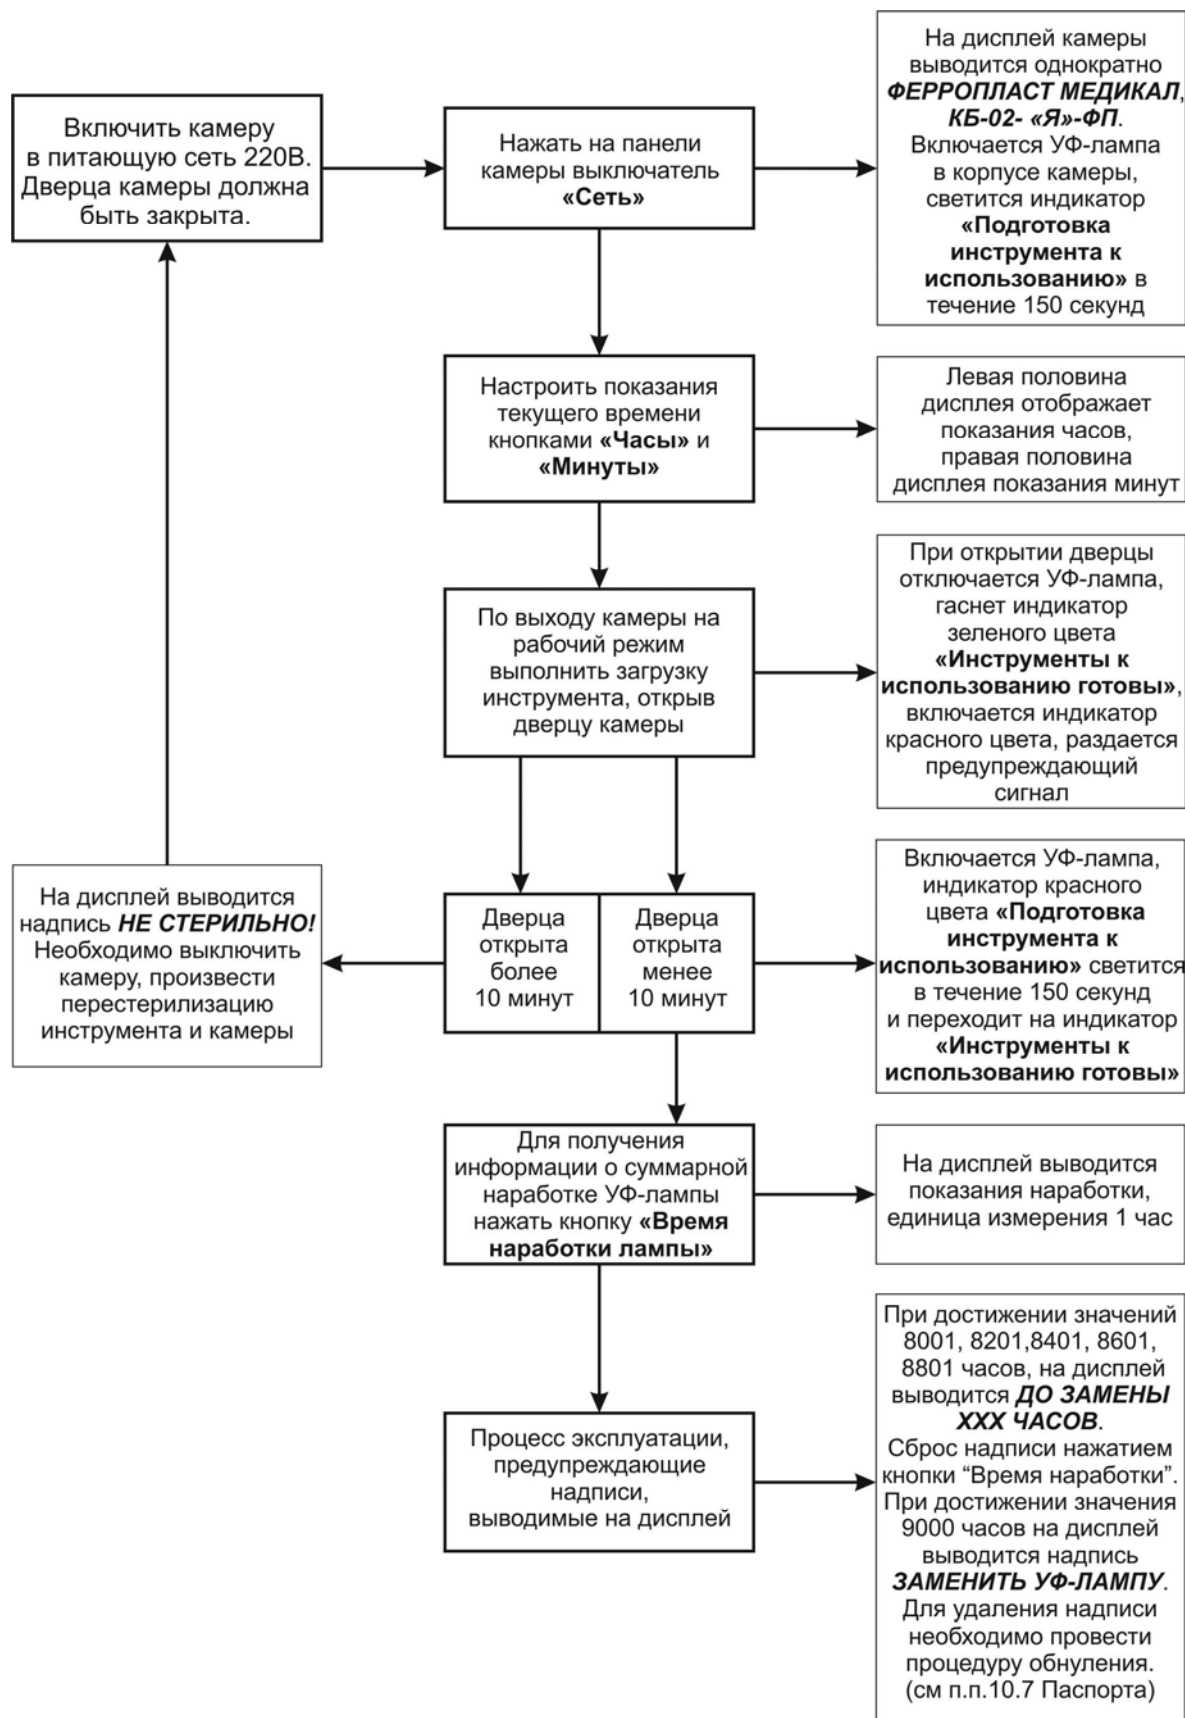 Включить камеру
в питающую сеть 220В.
Дверца камеры должна
быть закрыта.
Нажать на панели
камеры выключатель
«Сеть»
На дисплей камеры
выводится однократно
ФЕРРОПЛАСТ МЕДИКАЛ,
КБ-02- «Я»-ФП.
Включается УФ-лампа
в корпусе камеры,
светится индикатор
«Подготовка
инструмента к
использованию» в
течение 150 секунд
Настроить показания
текущего времени
кнопками «Часы» и
«Минуты»
Левая половина
дисплея отображает
показания часов,
правая половина
дисплея показания минут
По выходу камеры на
рабочий режим
выполнить загрузку
инструмента, открыв
дверцу камеры
При открытии дверцы
отключается УФ-лампа,
гаснет индикатор
зеленого цвета
«Инструменты к
использованию готовы»,
включается индикатор
красного цвета, раздается
предупреждающий
сигнал
На дисплей выводится
надпись НЕ СТЕРИЛЬНО!
Необходимо выключить
камеру, произвести
перестерилизацию
инструмента и камеры
Дверца
открыта
более
10 минут
Дверца
открыта
менее
10 минут
Включается УФ-лампа,
индикатор красного
цвета «Подготовка
инструмента к
использованию» светится
в течение 150 секунд
и переходит на индикатор
«Инструменты к
использованию готовы»
Для получения
информации о суммарной
наработке УФ-лампы
нажать кнопку «Время
наработки лампы»
На дисплей выводится
показания наработки,
единица измерения 1 час
Процесс эксплуатации,
предупреждающие
надписи,
выводимые на дисплей
При достижении значений
8001, 8201,8401, 8601,
8801 часов, на дисплей
выводится ДО ЗАМЕНЫ
ХХХ ЧАСОВ.
Сброс надписи нажатием
кнопки “Время наработки”.
При достижении значения
9000 часов на дисплей
выводится надпись
ЗАМЕНИТЬ УФ-ЛАМПУ.
Для удаления надписи
необходимо провести
процедуру обнуления.
(см п.п.10.7 Паспорта)